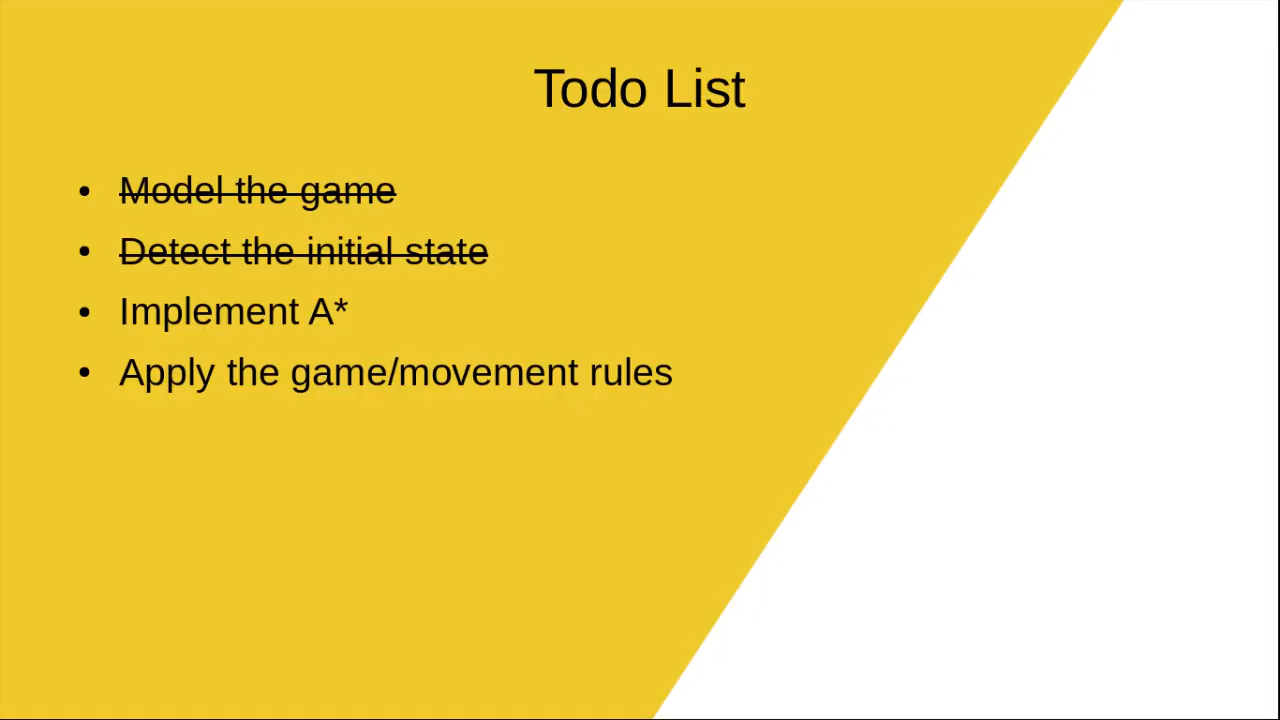 Todo List
• Model the game
• Detect the initial state
• Implement A*
• Apply the game/movement rules